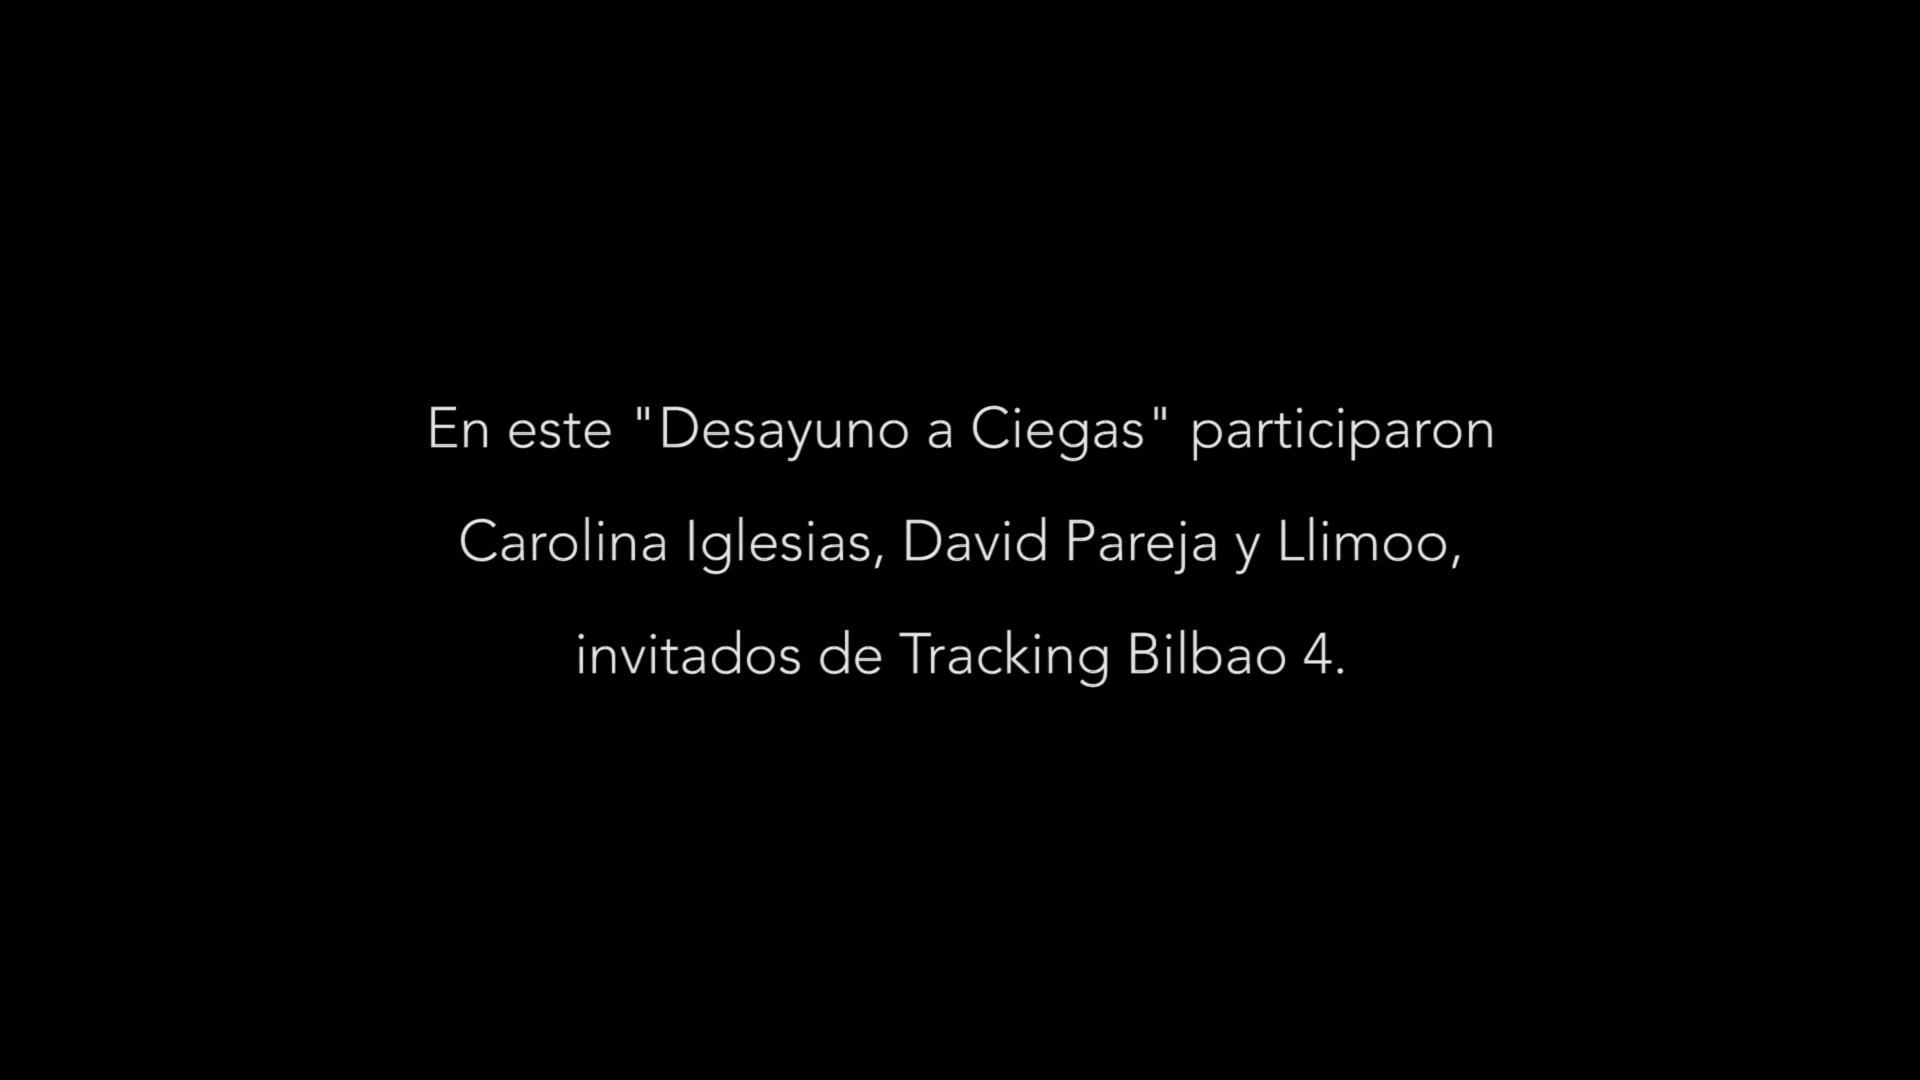 En este "Desayuno a Ciegas" participaron
Carolina Iglesias, David Pareja y Llimoo,
invitados de Tracking Bilbao 4.